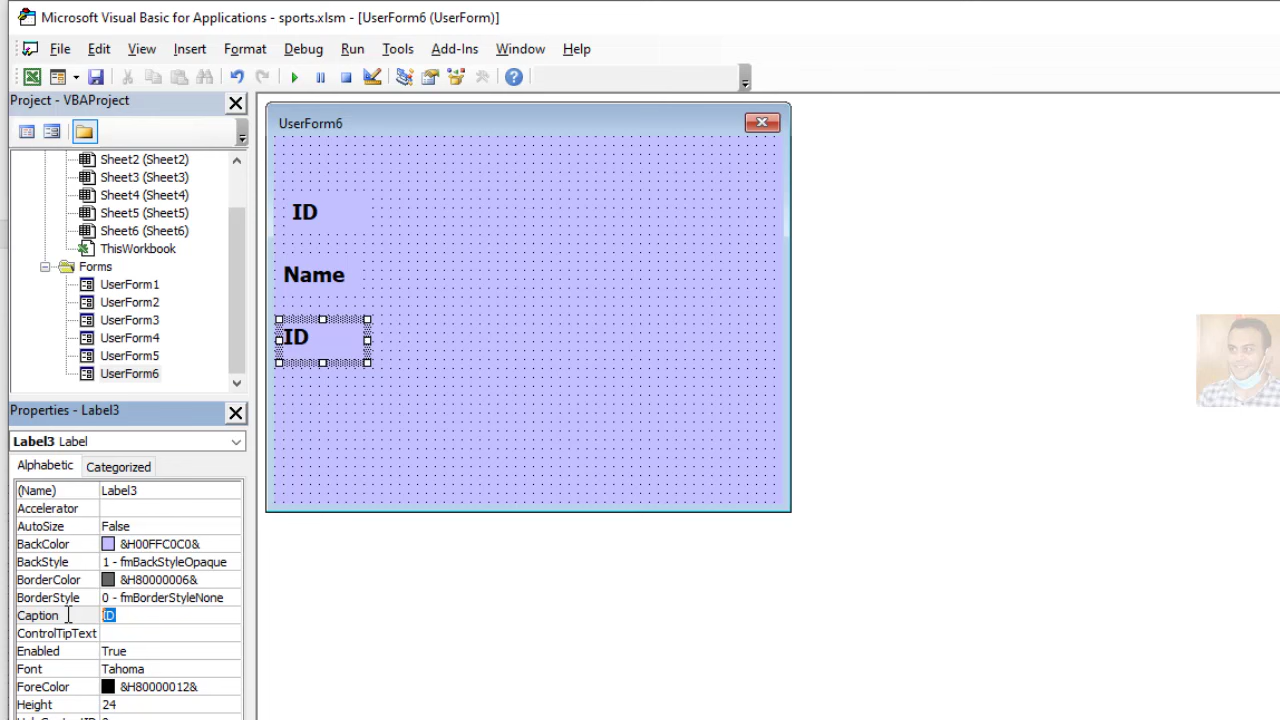 Microsoft Visual Basic for Applications - sports.xlsm - [UserForm6 (UserForm)]
File Edit View Insert Format Debug Run Tools Add-Ins Window Help
Project - VBAProject
Sheet2 (Sheet2)
Sheet3 (Sheet3)
Sheet4 (Sheet4)
Sheet5 (Sheet5)
Sheet6 (Sheet6)
ThisWorkbook
Forms
UserForm1
UserForm2
UserForm3
UserForm4
UserForm5
UserForm6
UserForm6
ID
Name
ID
Properties - Label3
Label3 Label
Alphabetic Categorized
(Name) Label3
Accelerator
AutoSize False
BackColor &H00FFC0C0&
BackStyle 1 - fmBackStyleOpaque
BorderColor &H80000006&
BorderStyle 0 - fmBorderStyleNone
Caption ID
ControlTipText
Enabled True
Font Tahoma
ForeColor &H80000012&
Height 24